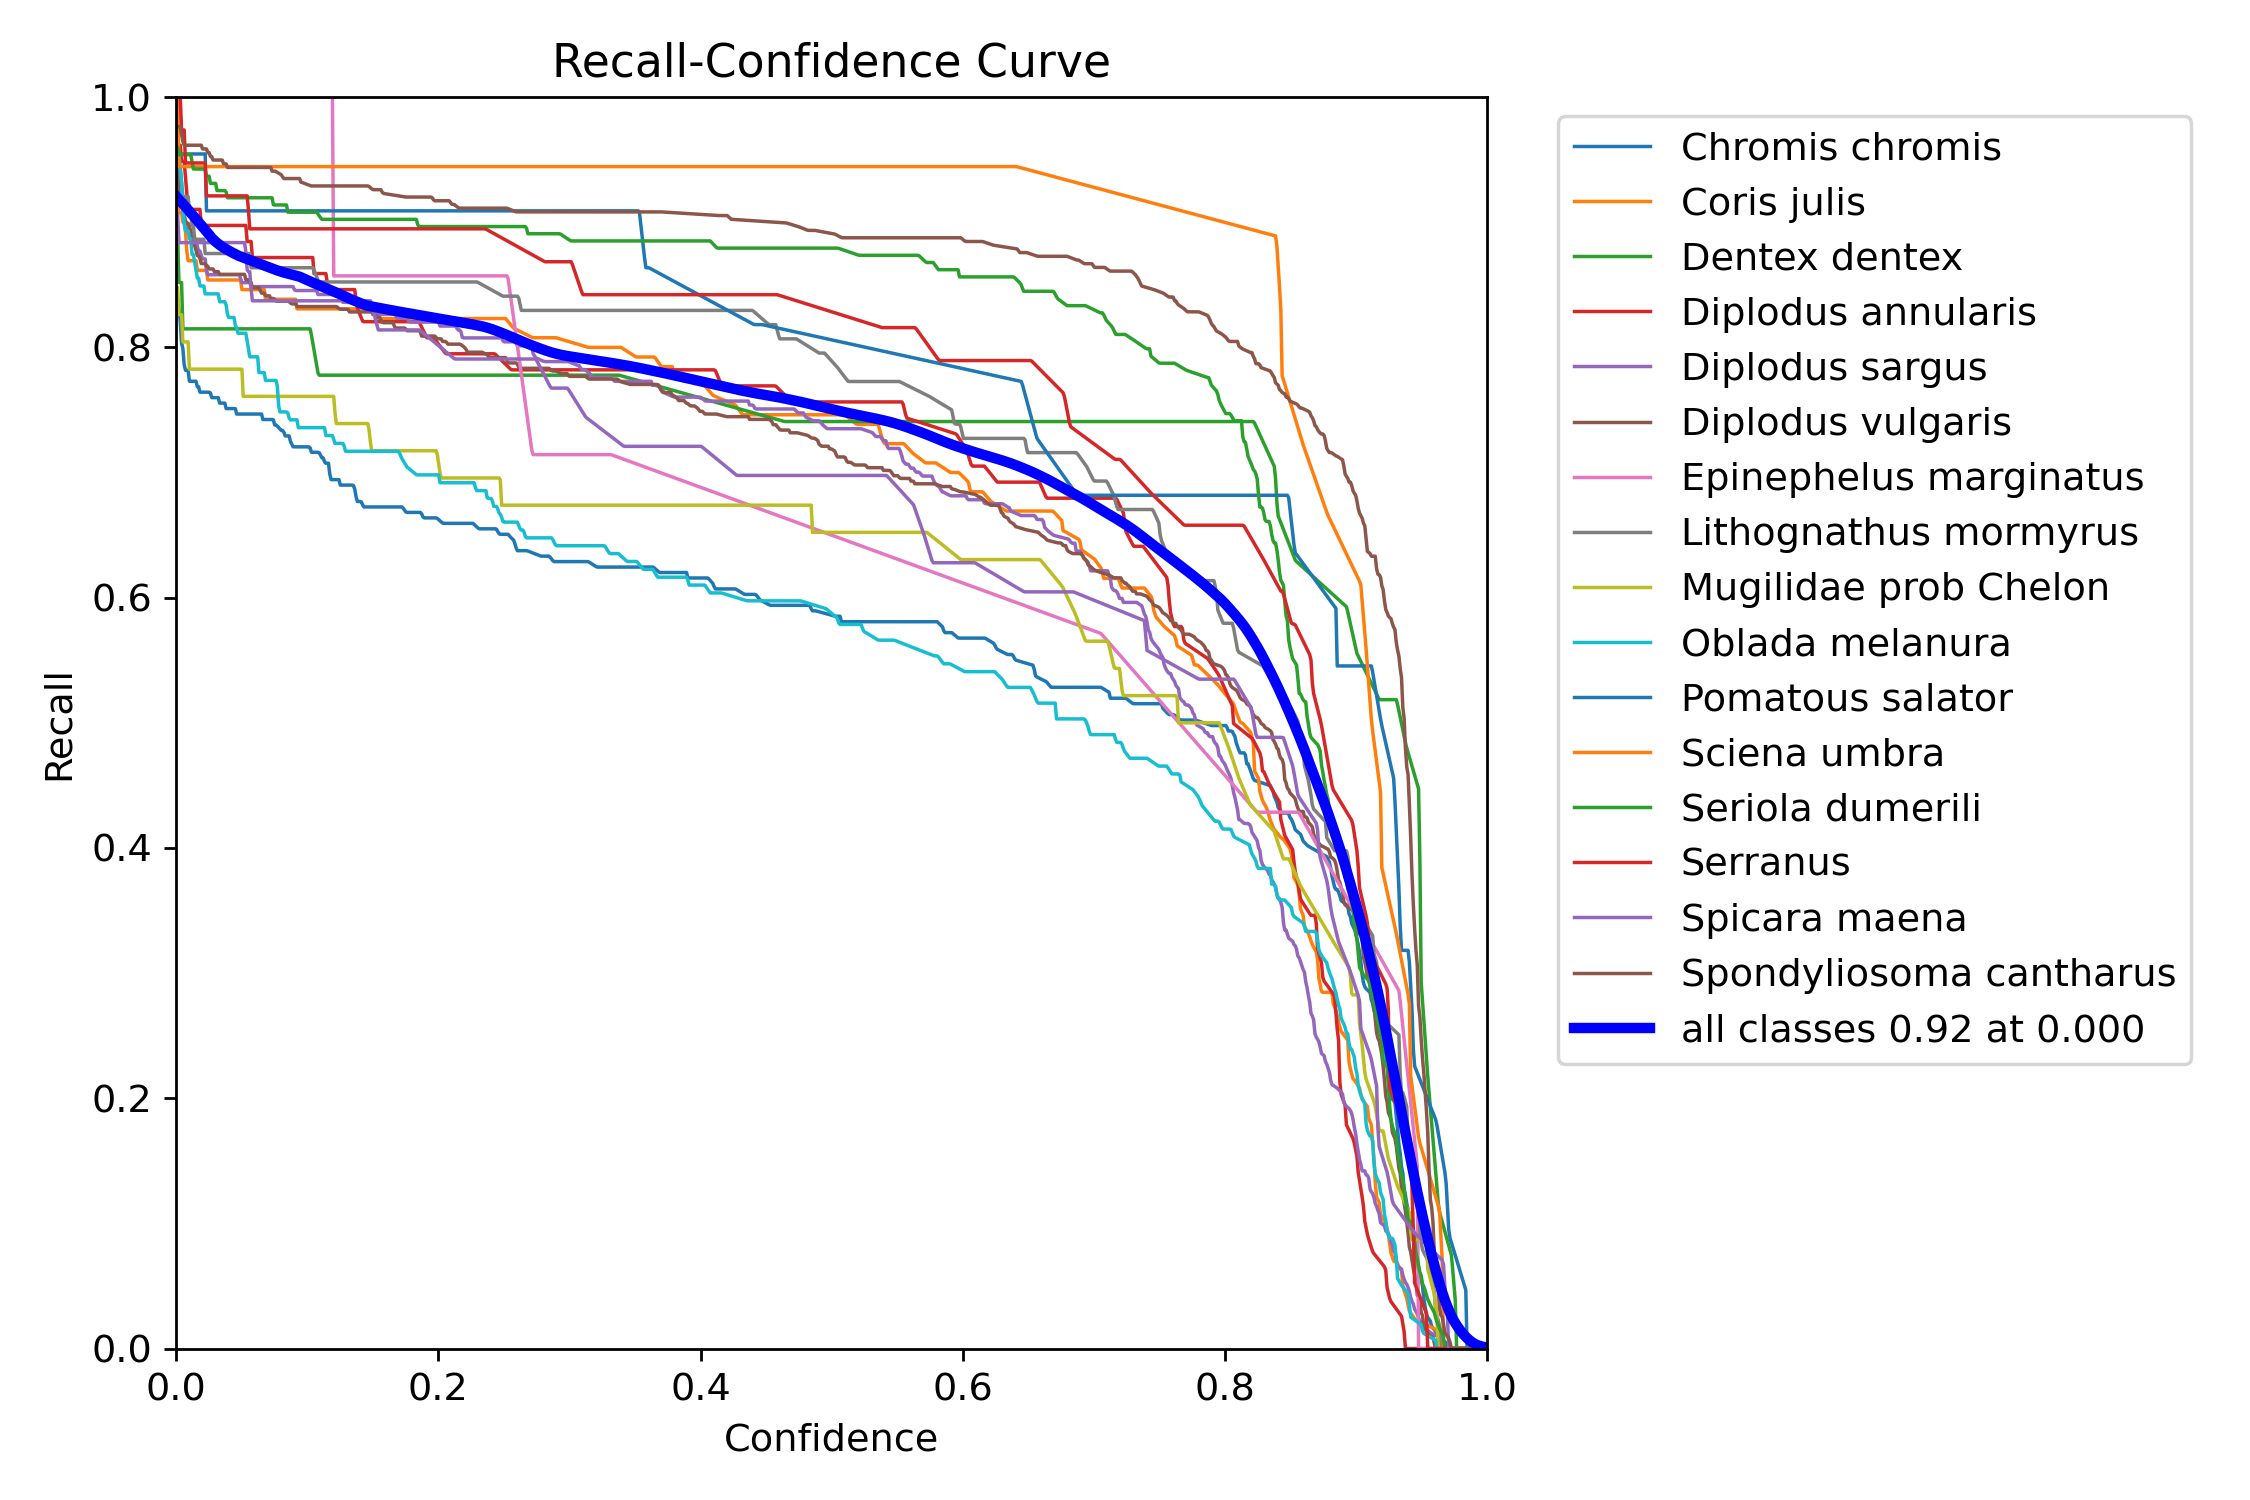 Recall-Confidence Curve
1.0
0.8
0.6
0.4
0.2
0.0
Recall
0.0 0.2 0.4 0.6 0.8 1.0
Confidence
Chromis chromis
Coris julis
Dentex dentex
Diplodus annularis
Diplodus sargus
Diplodus vulgaris
Epinephelus marginatus
Lithognathus mormyrus
Mugilidae prob Chelon
Oblada melanura
Pomatous salator
Sciena umbra
Seriola dumerili
Serranus
Spicara maena
Spondyliosoma cantharus
all classes 0.92 at 0.000